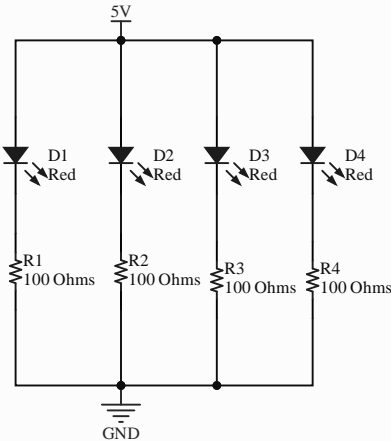 5V
D1
Red
D2
Red
D3
Red
D4
Red
R1
100 Ohms
R2
100 Ohms
R3
100 Ohms
R4
100 Ohms
GND